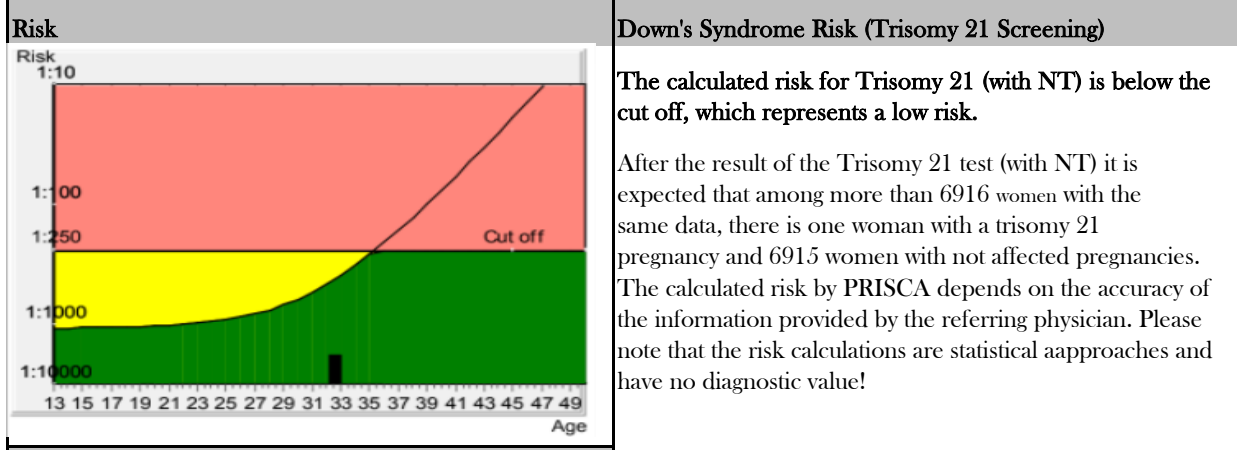 Risk
Risk
1:10
1:100
1:250
Cut off
1:1000
1:10000
13 15 17 19 21 23 25 27 29 31 33 35 37 39 41 43 45 47 49
Age
Down's Syndrome Risk (Trisomy 21 Screening)
The calculated risk for Trisomy 21 (with NT) is below the
cut off, which represents a low risk.
After the result of the Trisomy 21 test (with NT) it is
expected that among more than 6916 women with the
same data, there is one woman with a trisomy 21
pregnancy and 6915 women with not affected pregnancies.
The calculated risk by PRISCA depends on the accuracy of
the information provided by the referring physician. Please
note that the risk calculations are statistical aapproaches and
have no diagnostic value!